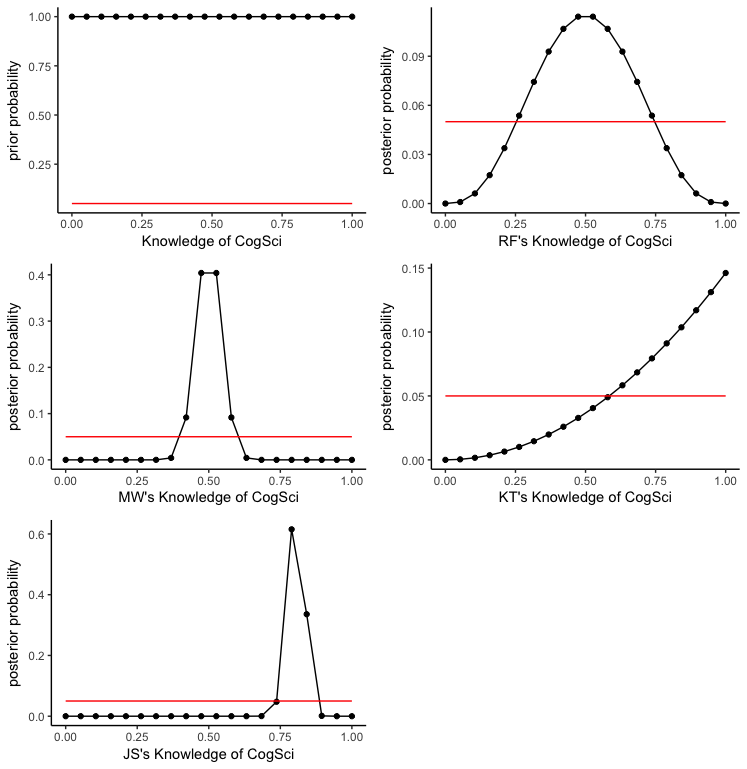 prior probability
1.00
0.75
0.50
0.25
0.00 0.25 0.50 0.75 1.00
Knowledge of CogSci
posterior probability
0.09
0.06
0.03
0.00
0.00 0.25 0.50 0.75 1.00
RF's Knowledge of CogSci
posterior probability
0.4
0.3
0.2
0.1
0.0
0.00 0.25 0.50 0.75 1.00
MW's Knowledge of CogSci
posterior probability
0.15
0.10
0.05
0.00
0.00 0.25 0.50 0.75 1.00
KT's Knowledge of CogSci
posterior probability
0.6
0.4
0.2
0.0
0.00 0.25 0.50 0.75 1.00
JS's Knowledge of CogSci